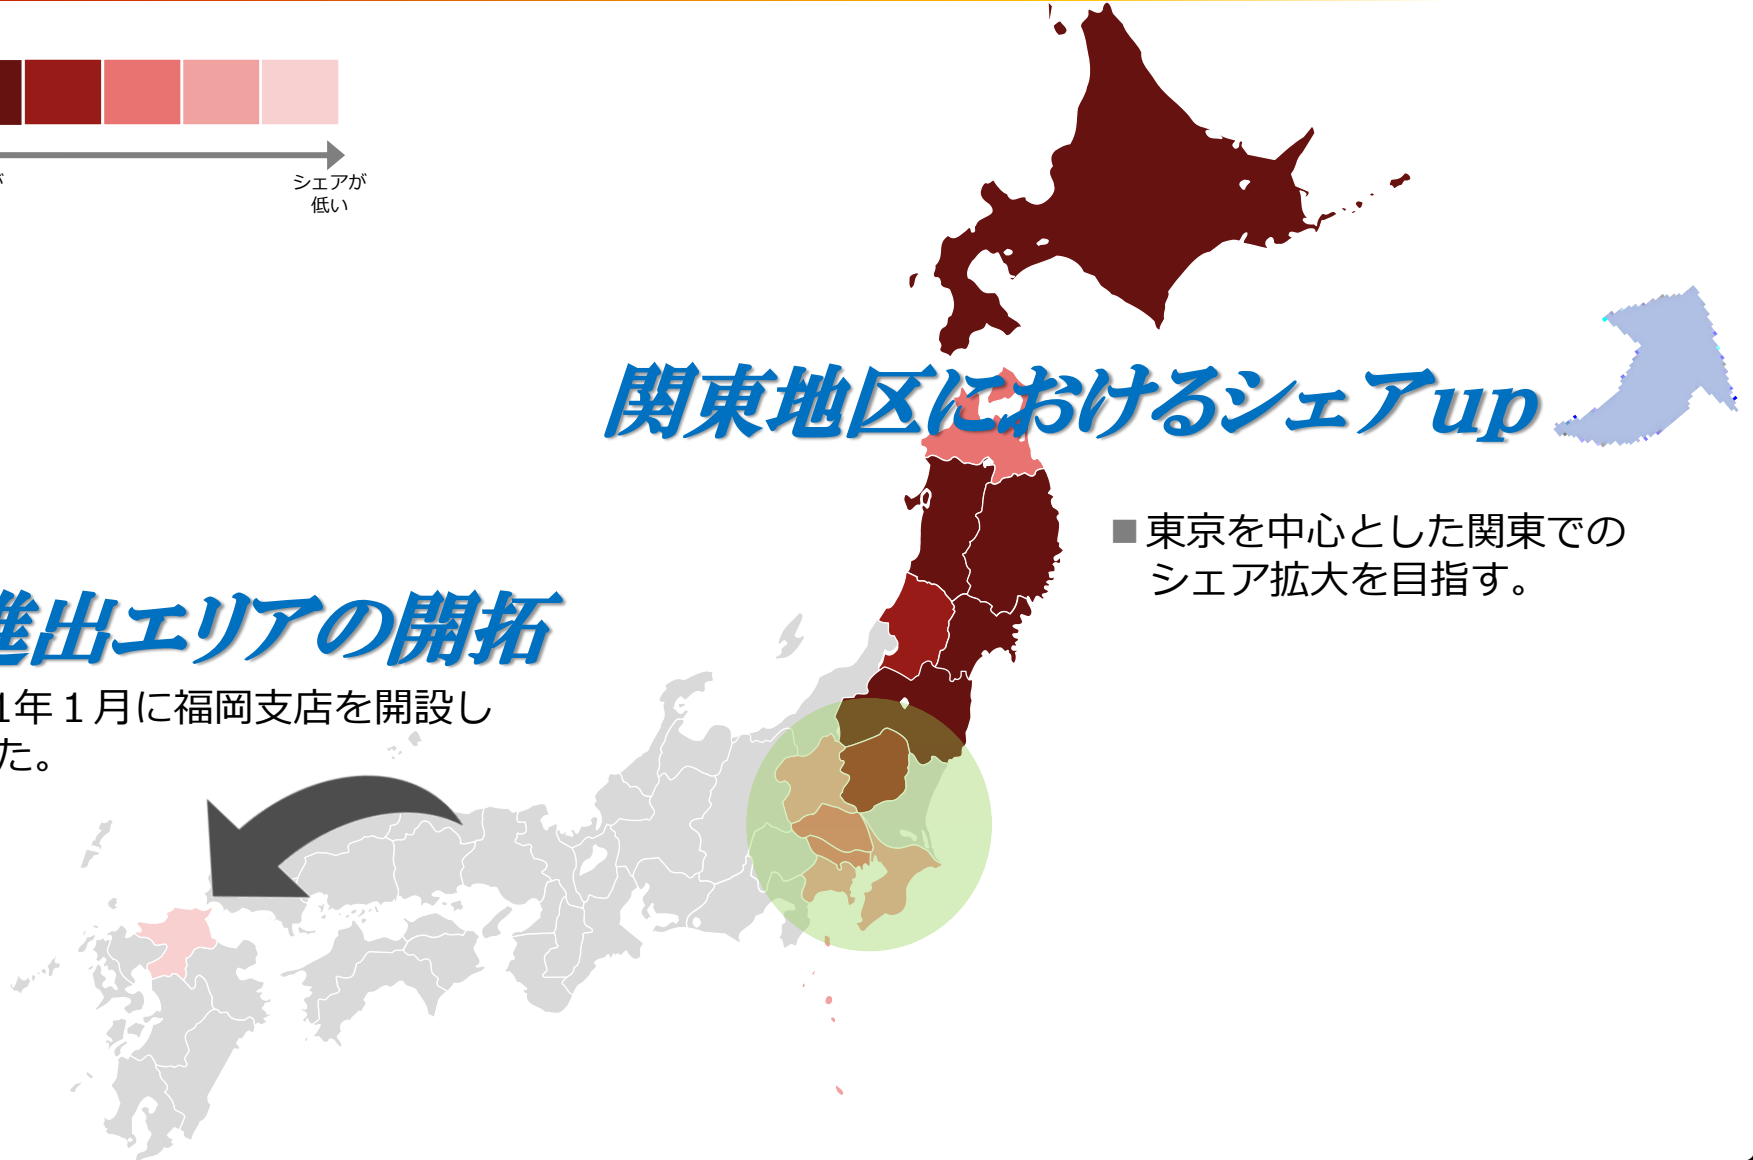 シェアが
低い
関東地区におけるシェアup
■東京を中心とした関東での
シェア拡大を目指す。
進出エリアの開拓
1年１月に福岡支店を開設し
た。